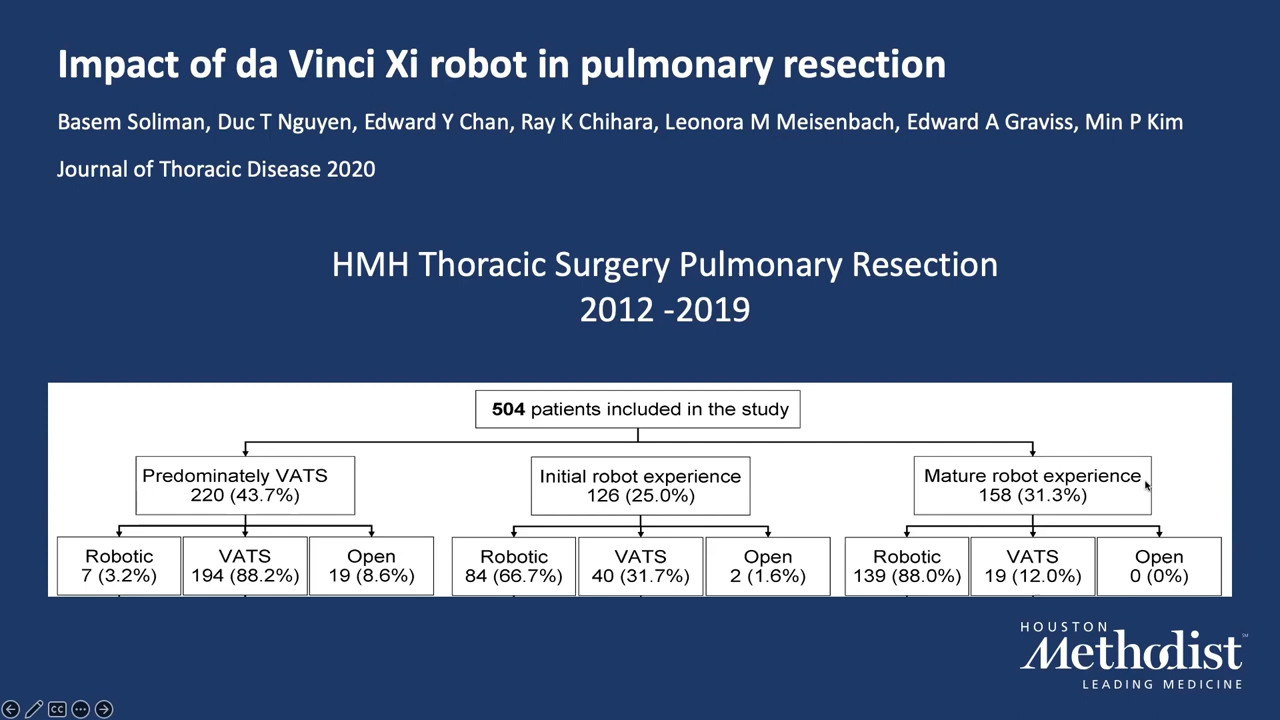 Impact of da Vinci Xi robot in pulmonary resection
Basem Soliman, Duc T Nguyen, Edward Y Chan, Ray K Chihara, Leonora M Meisenbach, Edward A Graviss, Min P Kim
Journal of Thoracic Disease 2020
HMH Thoracic Surgery Pulmonary Resection
2012 -2019
504 patients included in the study
Predominately VATS
220 (43.7%)
Initial robot experience
126 (25.0%)
Mature robot experience
158 (31.3%)
Robotic
7 (3.2%)
VATS
194 (88.2%)
Open
19 (8.6%)
Robotic
84 (66.7%)
VATS
40 (31.7%)
Open
2 (1.6%)
Robotic
139 (88.0%)
VATS
19 (12.0%)
Open
0 (0%)
HOUSTON
Methodist
LEADING MEDICINE
CC